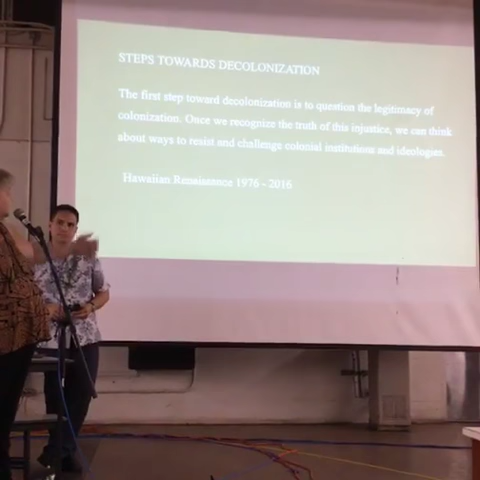 STEPS TOWARDS DECOLONIZATION
The first step toward decolonization is to question the legitimacy of
colonization. Once we recognize the truth of this injustice, we can think
about ways to resist and challenge colonial institutions and ideologies.
Hawaiian Renaissance 1976 - 2016